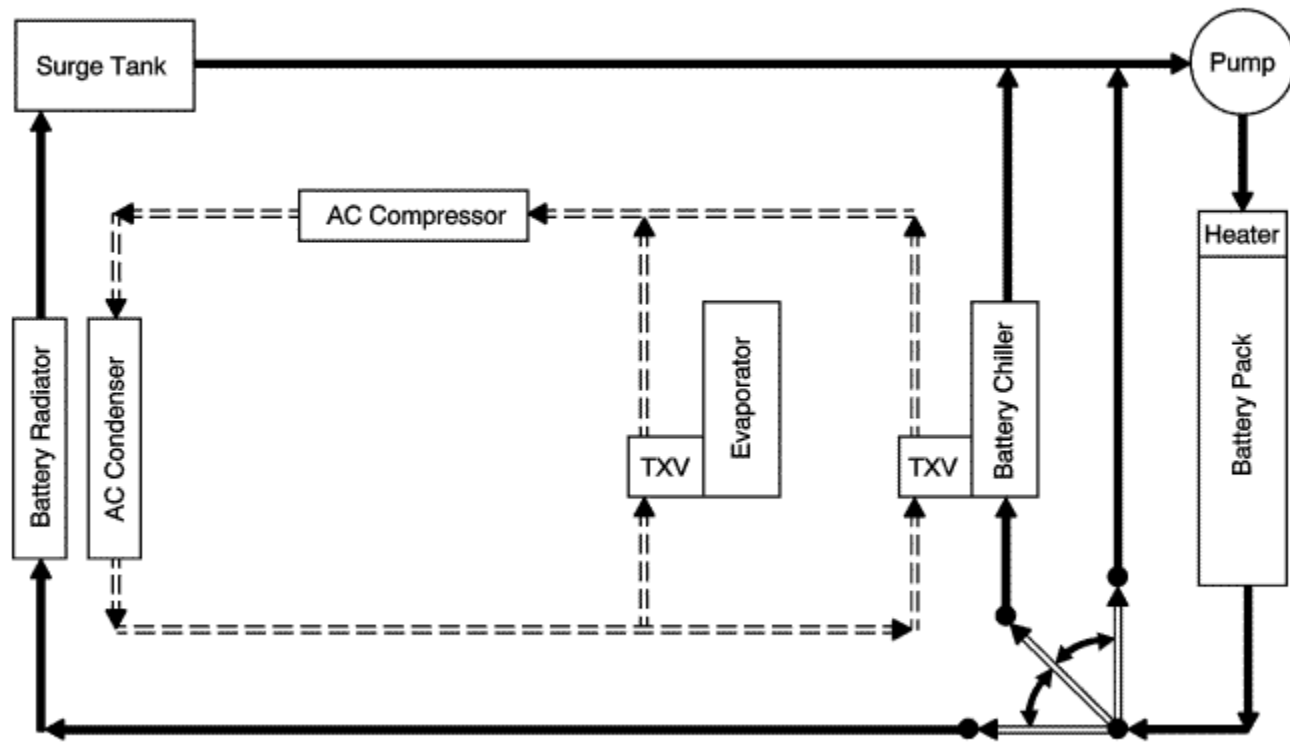 Surge Tank
Pump
AC Compressor
Heater
Battery Radiator
AC Condenser
Evaporator
TXV
TXV
Battery Chiller
Battery Pack